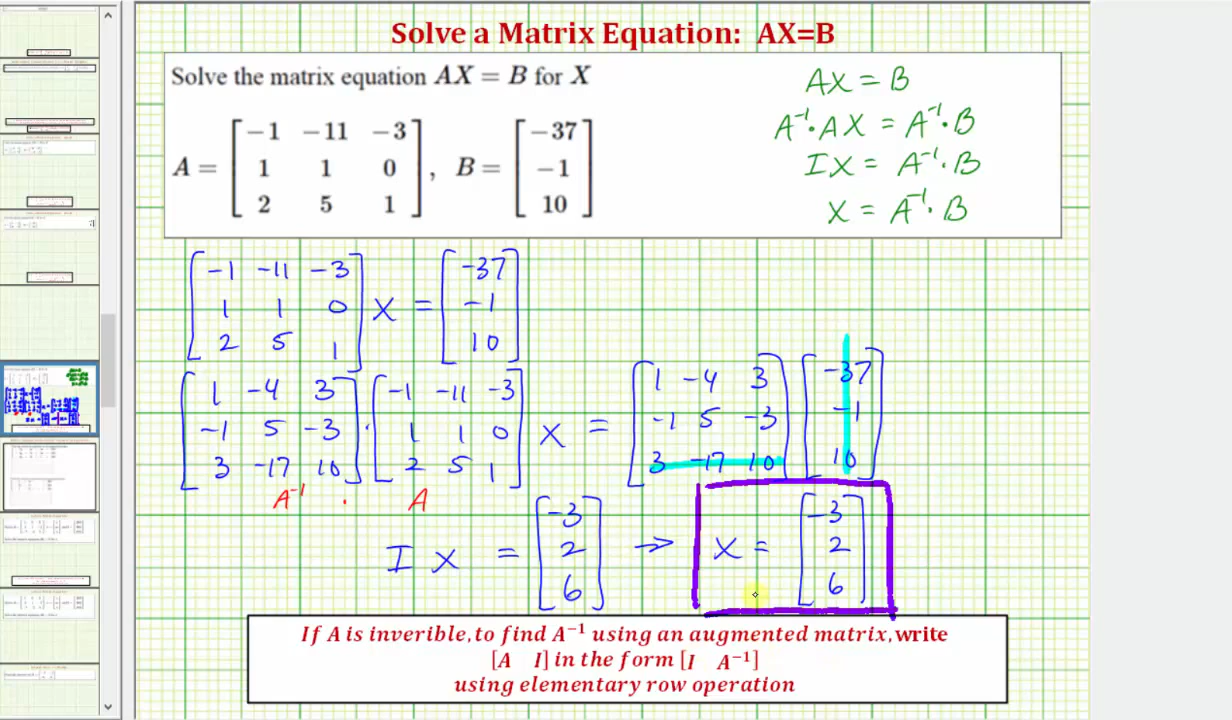 Solve a Matrix Equation: AX=B
Solve the matrix equation AX = B for X
A = [ −1 −11 −3 ] , B = [ −37 ]
1 1 0 −1
2 5 1 10
AX = B
A⁻¹·AX = A⁻¹·B
IX = A⁻¹·B
X = A⁻¹·B
[ -1 -11 -3 ] X = [ -37 ]
1 1 0 -1
2 5 1 10
[ 1 -4 3 ] · [ -1 -11 -3 ] X = [ 1 -4 3 ] [ -37 ]
-1 5 -3 1 1 0 -1 5 -3 -1
3 -17 10 2 5 1 3 -17 10 10
A⁻¹ · A
I X = [ -3 ] → X = [ -3 ]
2 2
6 6
If A is inverible, to find A⁻¹ using an augmented matrix, write
[A I] in the form [I A⁻¹]
using elementary row operation